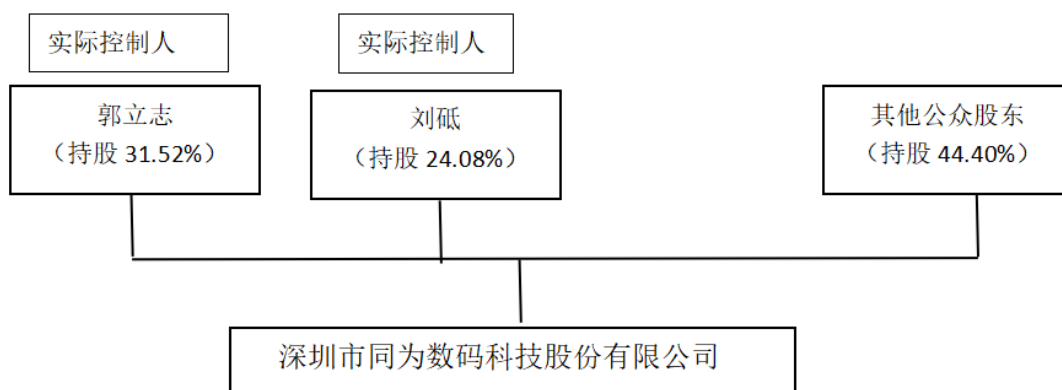 实际控制人
实际控制人
郭立志
(持股 31.52%)
刘砥
(持股 24.08%)
其他公众股东
(持股 44.40%)
深圳市同为数码科技股份有限公司